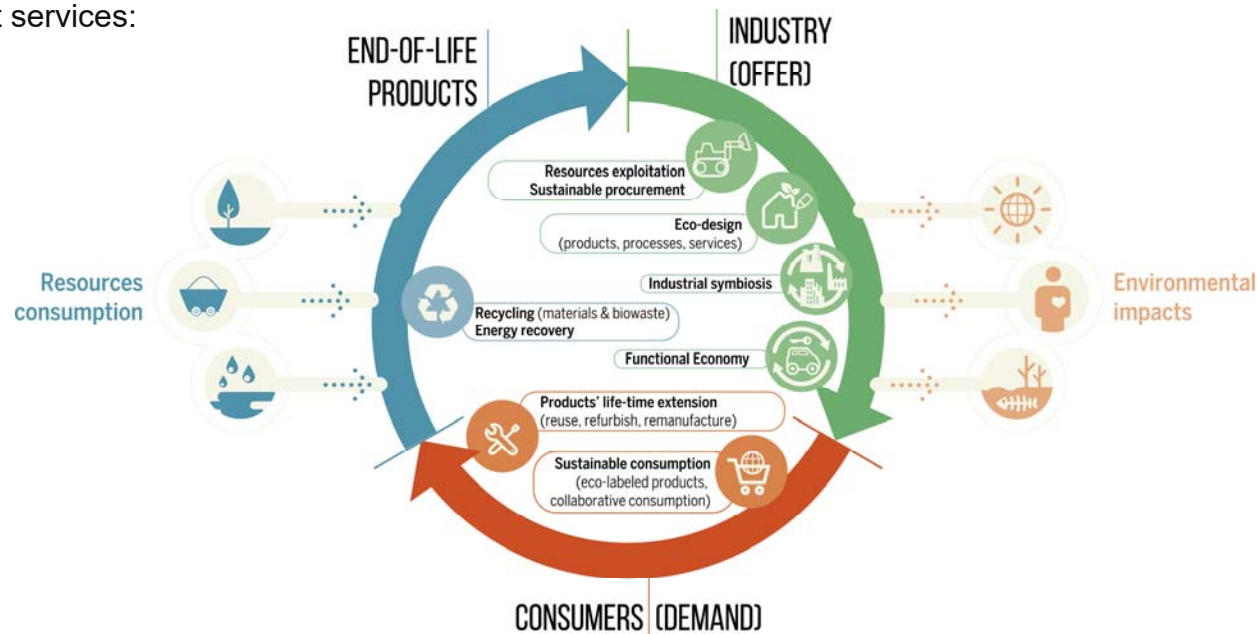 services:
END-OF-LIFE
PRODUCTS
INDUSTRY
(OFFER)
Resources exploitation
Sustainable procurement
Eco-design
(products, processes, services)
Industrial symbiosis
Functional Economy
Resources
consumption
Recycling (materials & biowaste)
Energy recovery
Environmental
impacts
Products' life-time extension
(reuse, refurbish, remanufacture)
Sustainable consumption
(eco-labeled products,
collaborative consumption)
CONSUMERS (DEMAND)